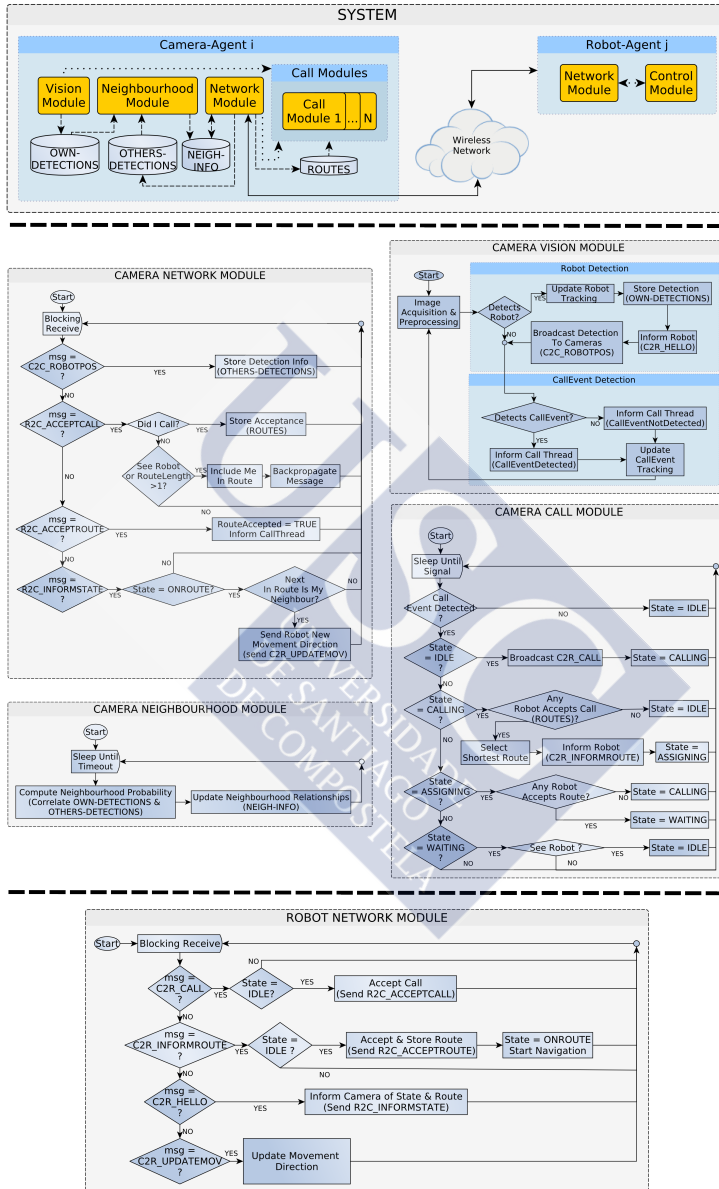 SYSTEM
Camera-Agent i
Vision
Module
Neighbourhood
Module
Network
Module
Call Modules
Call
Module 1
... N
OWN-
DETECTIONS
OTHERS-
DETECTIONS
NEIGH-
INFO
ROUTES
Wireless
Network
Robot-Agent j
Network
Module
Control
Module
CAMERA NETWORK MODULE
Start
Blocking
Receive
msg =
C2C_ROBOTPOS
?
YES
Store Detection Info
(OTHERS-DETECTIONS)
NO
msg =
R2C_ACCEPTCALL
?
YES
Did I Call?
YES
Store Acceptance
(ROUTES)
NO
See Robot
or RouteLength
>1?
YES
Include Me
In Route
Backpropagate
Message
NO
NO
msg =
R2C_ACCEPTROUTE
?
YES
RouteAccepted = TRUE
Inform CallThread
NO
msg =
R2C_INFORMSTATE
?
YES
State = ONROUTE?
NO
YES
Next
In Route Is My
Neighbour?
NO
YES
Send Robot New
Movement Direction
(send C2R_UPDATEMOV)
CAMERA NEIGHBOURHOOD MODULE
Start
Sleep Until
Timeout
Compute Neighbourhood Probability
(Correlate OWN-DETECTIONS &
OTHERS-DETECTIONS)
Update Neighbourhood Relationships
(NEIGH-INFO)
CAMERA VISION MODULE
Start
Image
Acquisition &
Preprocessing
Robot Detection
Detects
Robot?
YES
Update Robot
Tracking
Store Detection
(OWN-DETECTIONS)
NO
Broadcast Detection
To Cameras
(C2C_ROBOTPOS)
Inform Robot
(C2R_HELLO)
CallEvent Detection
Detects CallEvent?
NO
Inform Call Thread
(CallEventNotDetected)
YES
Inform Call Thread
(CallEventDetected)
Update
CallEvent
Tracking
CAMERA CALL MODULE
Start
Sleep Until
Signal
Call
Event Detected
?
NO
State = IDLE
YES
State
= IDLE
?
YES
Broadcast C2R_CALL
State = CALLING
NO
State
= CALLING
?
YES
Any
Robot Accepts Call
(ROUTES)?
NO
State = IDLE
YES
Select
Shortest Route
Inform Robot
(C2R_INFORMROUTE)
State =
ASSIGNING
NO
State
= ASSIGNING
?
YES
Any Robot
Accepts Route?
NO
State = CALLING
YES
State = WAITING
NO
State
= WAITING
?
YES
See Robot ?
YES
State = IDLE
NO
NO
USC
UNIVERSIDADE
DE SANTIAGO
DE COMPOSTELA
ROBOT NETWORK MODULE
Start
Blocking Receive
msg =
C2R_CALL
?
YES
State =
IDLE?
NO
YES
Accept Call
(Send R2C_ACCEPTCALL)
NO
msg =
C2R_INFORMROUTE
?
YES
State =
IDLE ?
YES
Accept & Store Route
(Send R2C_ACCEPTROUTE)
State = ONROUTE
Start Navigation
NO
NO
msg =
C2R_HELLO
?
YES
Inform Camera of State & Route
(Send R2C_INFORMSTATE)
NO
msg =
C2R_UPDATEMOV
?
YES
Update Movement
Direction